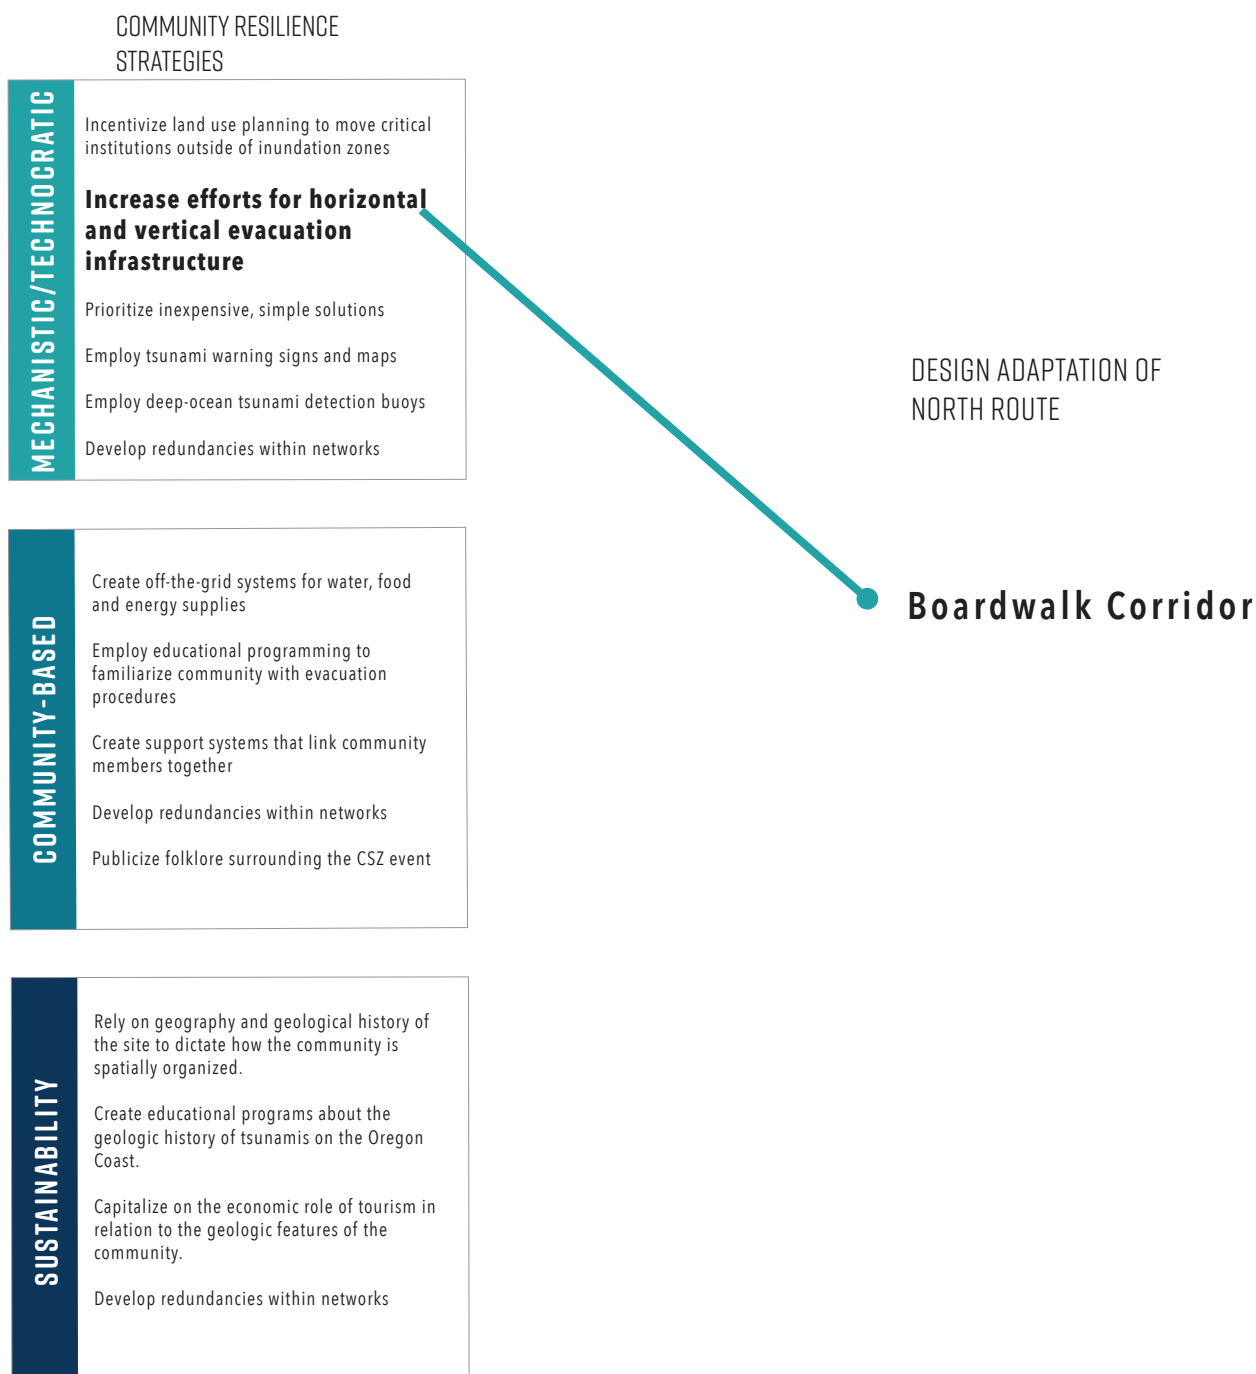 COMMUNITY RESILIENCE
STRATEGIES
MECHANISTIC/TECHNOCRATIC
Incentivize land use planning to move critical
institutions outside of inundation zones
Increase efforts for horizontal
and vertical evacuation
infrastructure
Prioritize inexpensive, simple solutions
Employ tsunami warning signs and maps
Employ deep-ocean tsunami detection buoys
Develop redundancies within networks
DESIGN ADAPTATION OF
NORTH ROUTE
Boardwalk Corridor
COMMUNITY-BASED
Create off-the-grid systems for water, food
and energy supplies
Employ educational programming to
familiarize community with evacuation
procedures
Create support systems that link community
members together
Develop redundancies within networks
Publicize folklore surrounding the CSZ event
SUSTAINABILITY
Rely on geography and geological history of
the site to dictate how the community is
spatially organized.
Create educational programs about the
geologic history of tsunamis on the Oregon
Coast.
Capitalize on the economic role of tourism in
relation to the geologic features of the
community.
Develop redundancies within networks